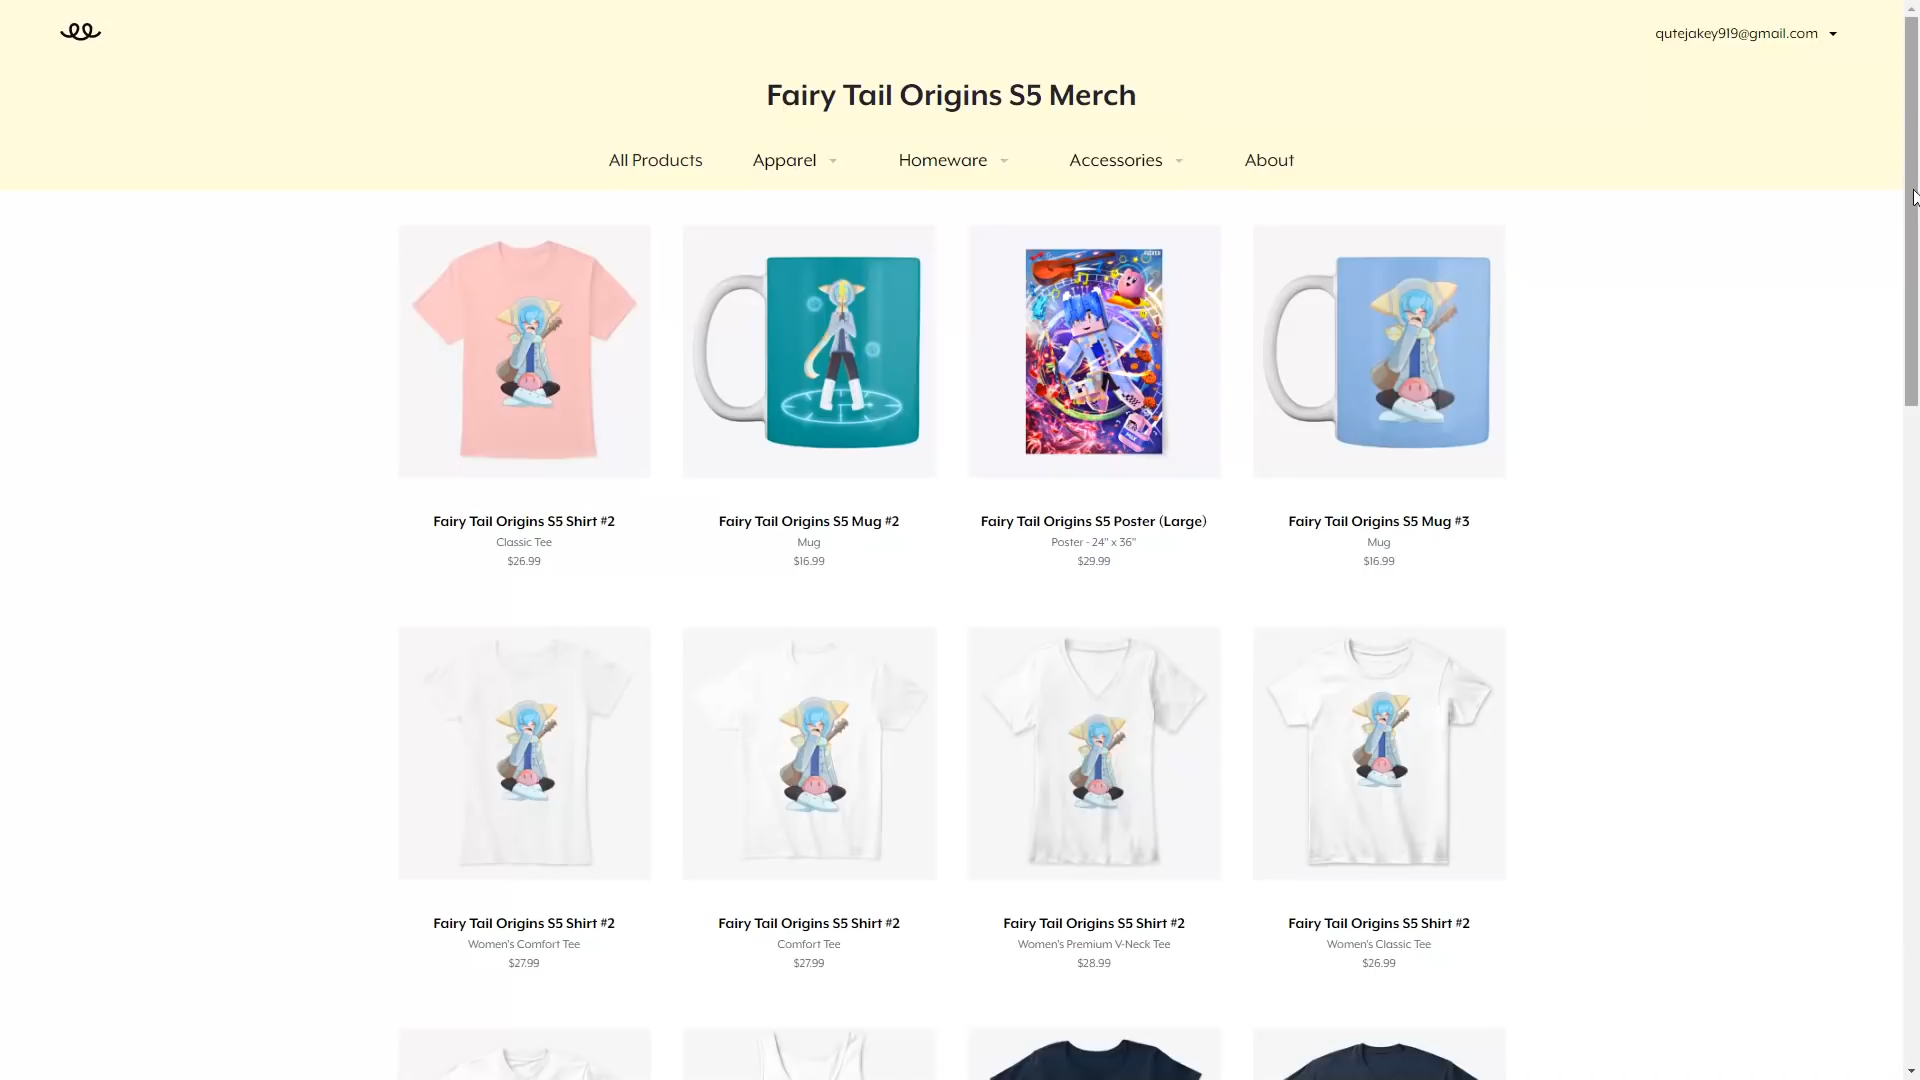 qutejakey919@gmail.com
Fairy Tail Origins S5 Merch
All Products Apparel Homeware Accessories About
Fairy Tail Origins S5 Shirt #2
Classic Tee
$26.99
Fairy Tail Origins S5 Mug #2
Mug
$16.99
Fairy Tail Origins S5 Poster (Large)
Poster - 24" x 36"
$29.99
Fairy Tail Origins S5 Mug #3
Mug
$16.99
Fairy Tail Origins S5 Shirt #2
Women's Comfort Tee
$27.99
Fairy Tail Origins S5 Shirt #2
Comfort Tee
$27.99
Fairy Tail Origins S5 Shirt #2
Women's Premium V-Neck Tee
$28.99
Fairy Tail Origins S5 Shirt #2
Women's Classic Tee
$26.99